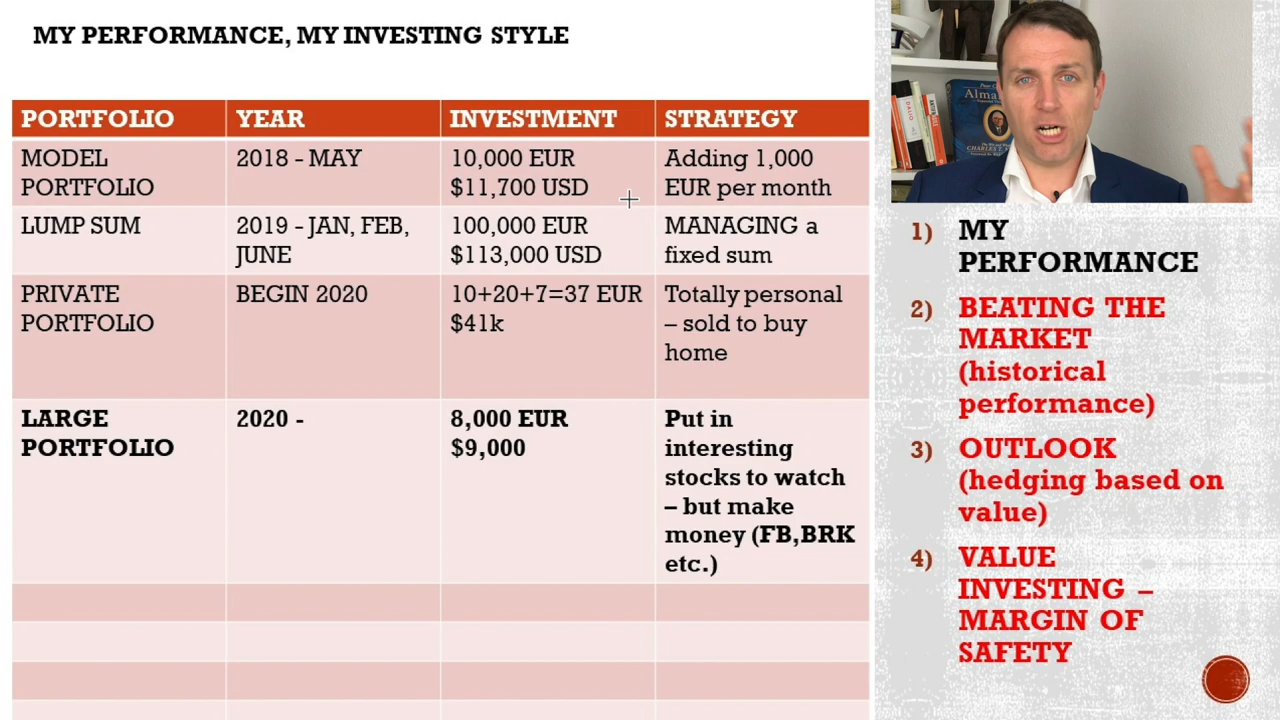 MY PERFORMANCE, MY INVESTING STYLE
PORTFOLIO YEAR INVESTMENT STRATEGY
MODEL 2018 - MAY 10,000 EUR Adding 1,000
PORTFOLIO $11,700 USD EUR per month
LUMP SUM 2019 - JAN, FEB, 100,000 EUR MANAGING a
JUNE $113,000 USD fixed sum
PRIVATE BEGIN 2020 10+20+7=37 EUR Totally personal
PORTFOLIO $41k – sold to buy
home
LARGE 2020 - 8,000 EUR Put in
PORTFOLIO $9,000 interesting
stocks to watch
– but make
money (FB,BRK
etc.)
DALIO
Alma
CHARLES T.
1) MY
PERFORMANCE
2) BEATING THE
MARKET
(historical
performance)
3) OUTLOOK
(hedging based on
value)
4) VALUE
INVESTING –
MARGIN OF
SAFETY